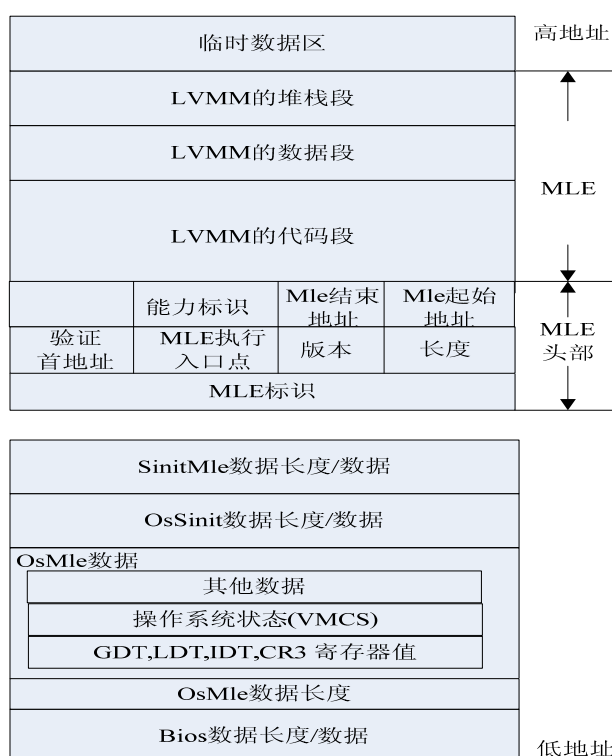 临时数据区
高地址
LVMM的堆栈段
LVMM的数据段
MLE
LVMM的代码段
能力标识
Mle结束
地址
Mle起始
地址
验证
首地址
MLE执行
入口点
版本
长度
MLE
头部
MLE标识
SinitMle数据长度/数据
OsSinit数据长度/数据
OsMle数据
其他数据
操作系统状态(VMCS)
GDT,LDT,IDT,CR3 寄存器值
OsMle数据长度
Bios数据长度/数据
低地址